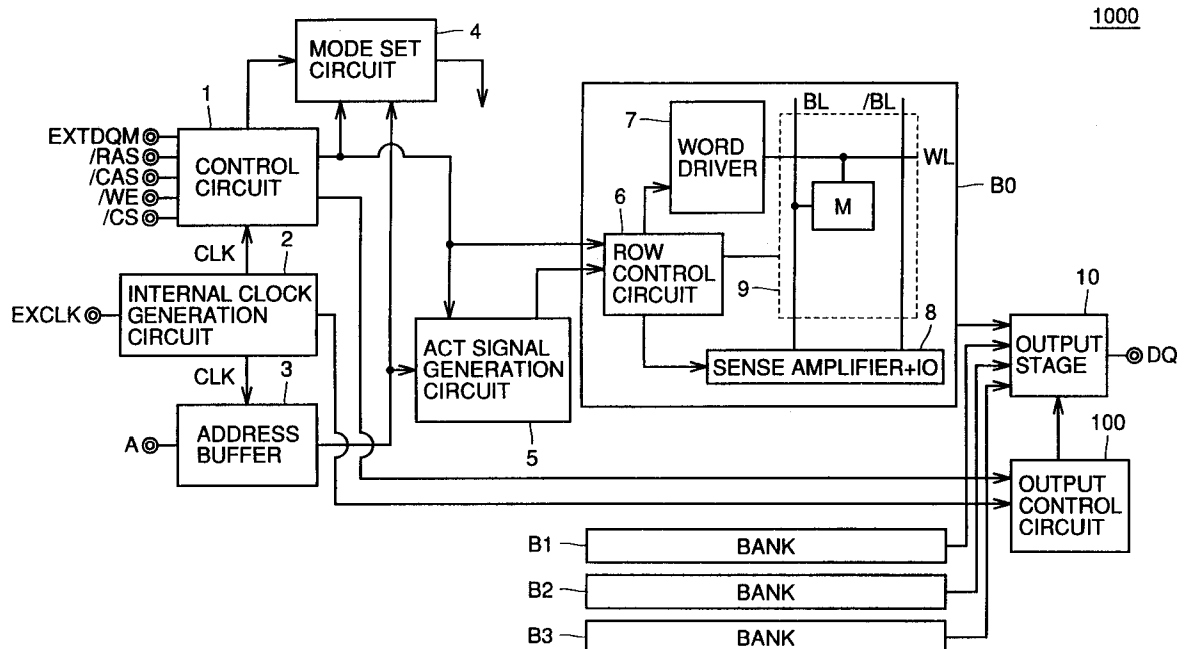 1000
4
MODE SET
CIRCUIT
1
EXTDQM
/RAS
/CAS
/WE
/CS
CONTROL
CIRCUIT
CLK
2
EXCLK
INTERNAL CLOCK
GENERATION
CIRCUIT
CLK
3
A
ADDRESS
BUFFER
ACT SIGNAL
GENERATION
CIRCUIT
5
BL
/BL
7
WORD
DRIVER
WL
M
B0
6
ROW
CONTROL
CIRCUIT
9
8
SENSE AMPLIFIER+IO
10
OUTPUT
STAGE
DQ
100
OUTPUT
CONTROL
CIRCUIT
B1
BANK
B2
BANK
B3
BANK